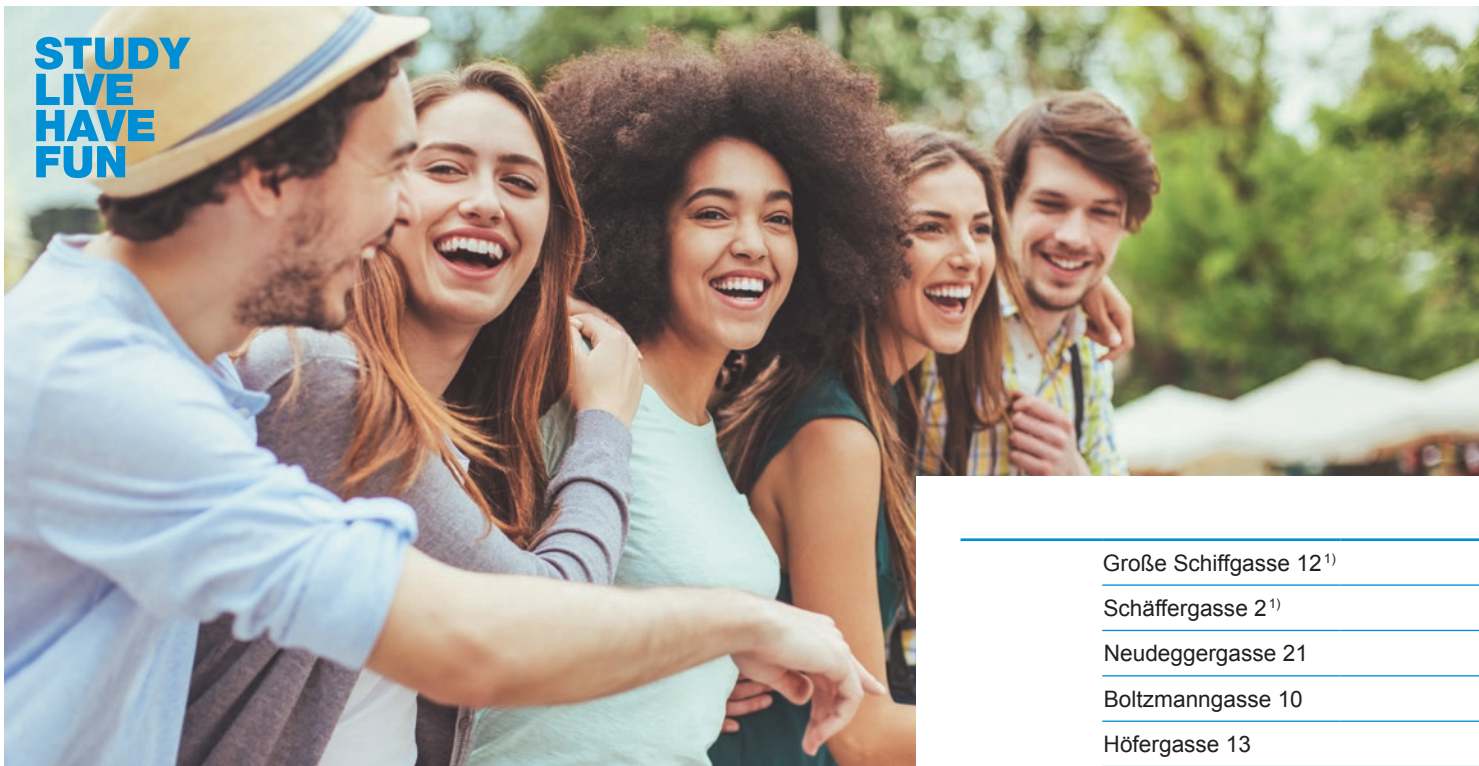 STUDY
LIVE
HAVE
FUN
Große Schiffgasse 12 1)
Schäffergasse 2 1)
Neudeggergasse 21
Boltzmanngasse 10
Höfergasse 13